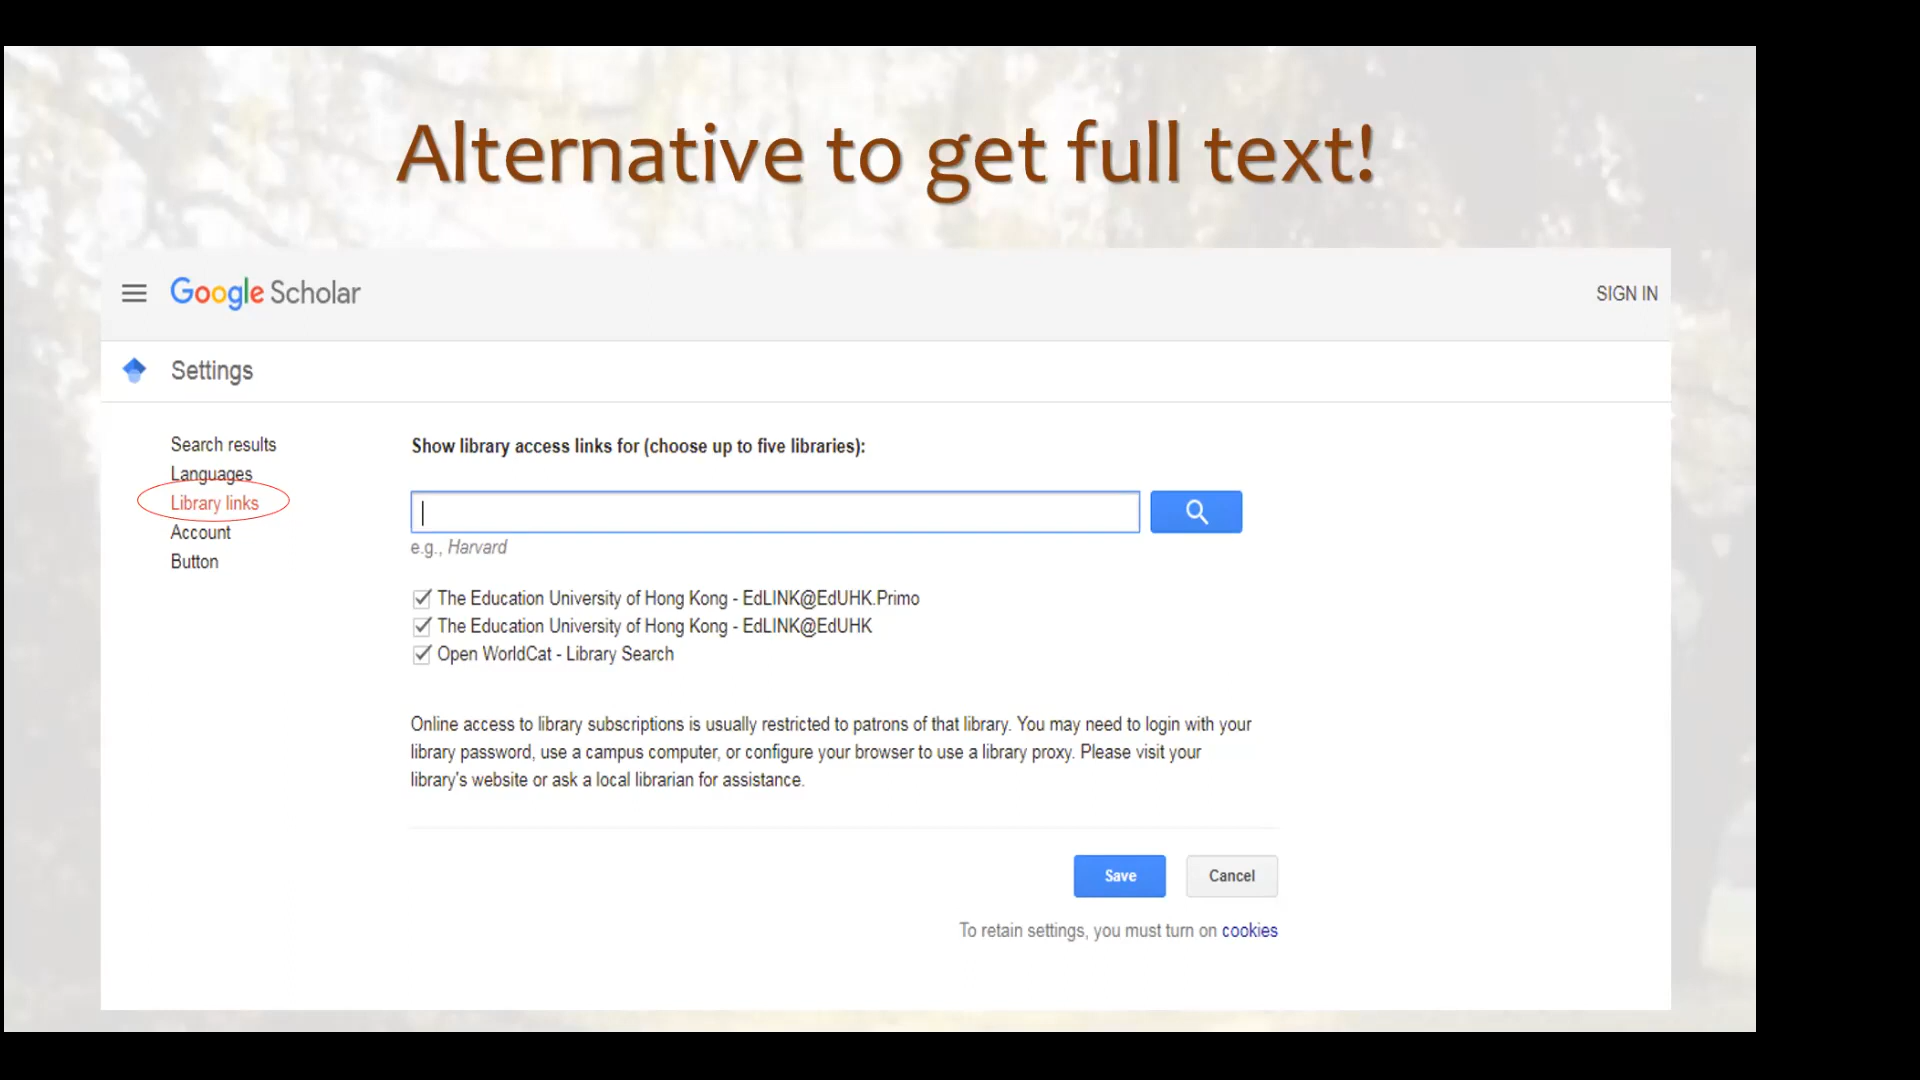 Alternative to get full text!
Google Scholar
SIGN IN
Settings
Search results
Languages
Library links
Account
Button
Show library access links for (choose up to five libraries):
e.g., Harvard
The Education University of Hong Kong - EdLINK@EdUHK.Primo
The Education University of Hong Kong - EdLINK@EdUHK
Open WorldCat - Library Search
Online access to library subscriptions is usually restricted to patrons of that library. You may need to login with your
library password, use a campus computer, or configure your browser to use a library proxy. Please visit your
library's website or ask a local librarian for assistance.
Save
Cancel
To retain settings, you must turn on cookies